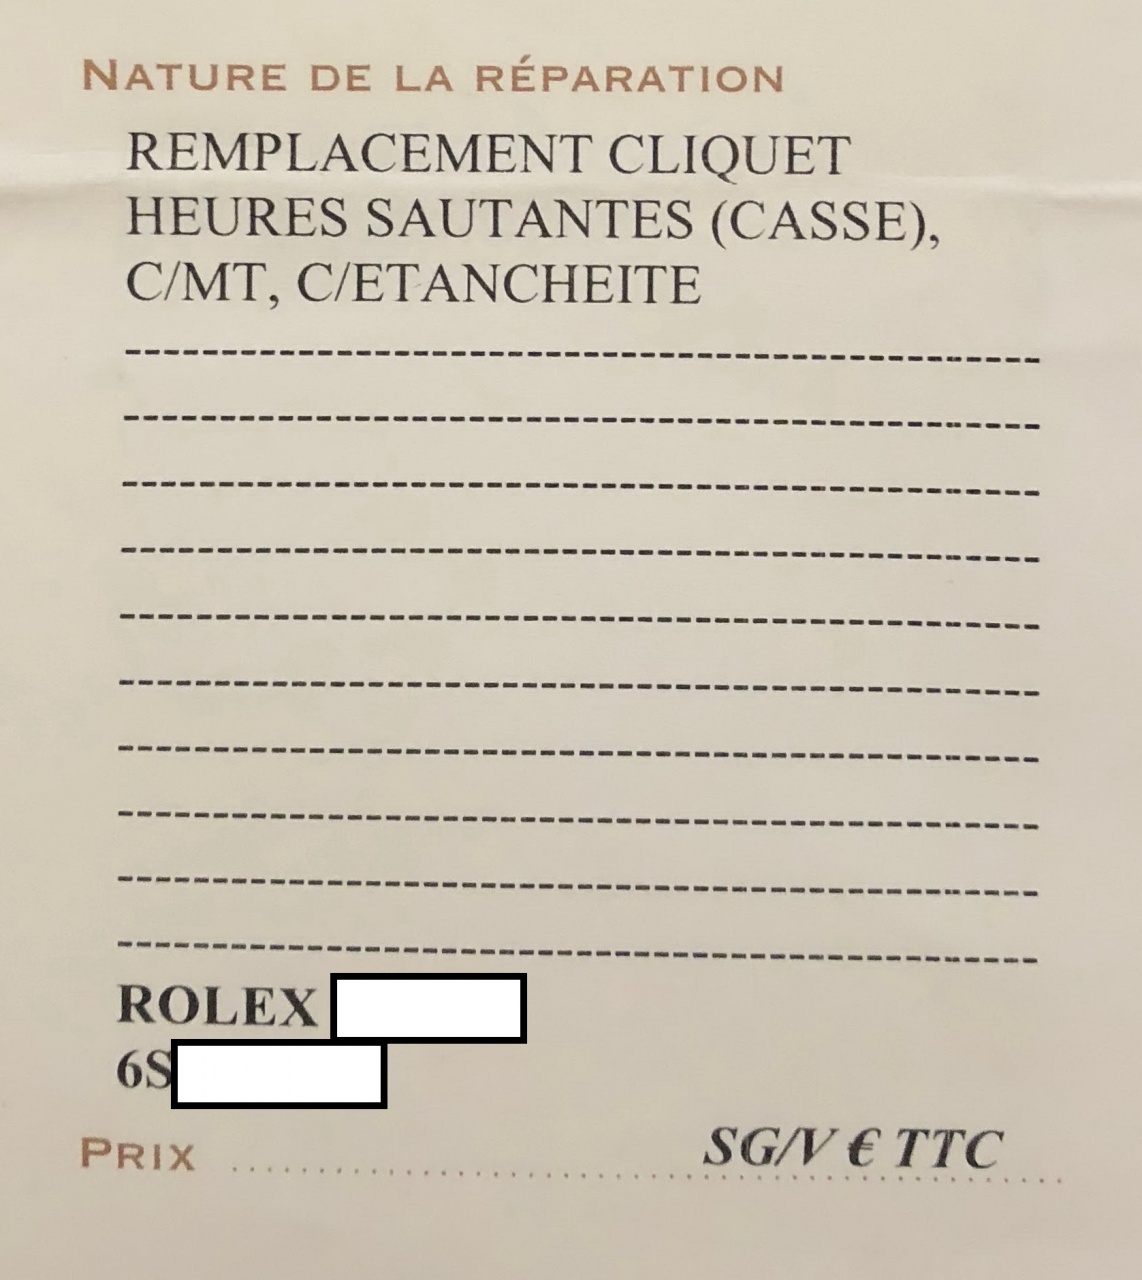 NATURE DE LA RÉPARATION
REMPLACEMENT CLIQUET
HEURES SAUTANTES (CASSE),
C/MT, C/ETANCHEITE
ROLEX
6S
PRIX SG/V € TTC